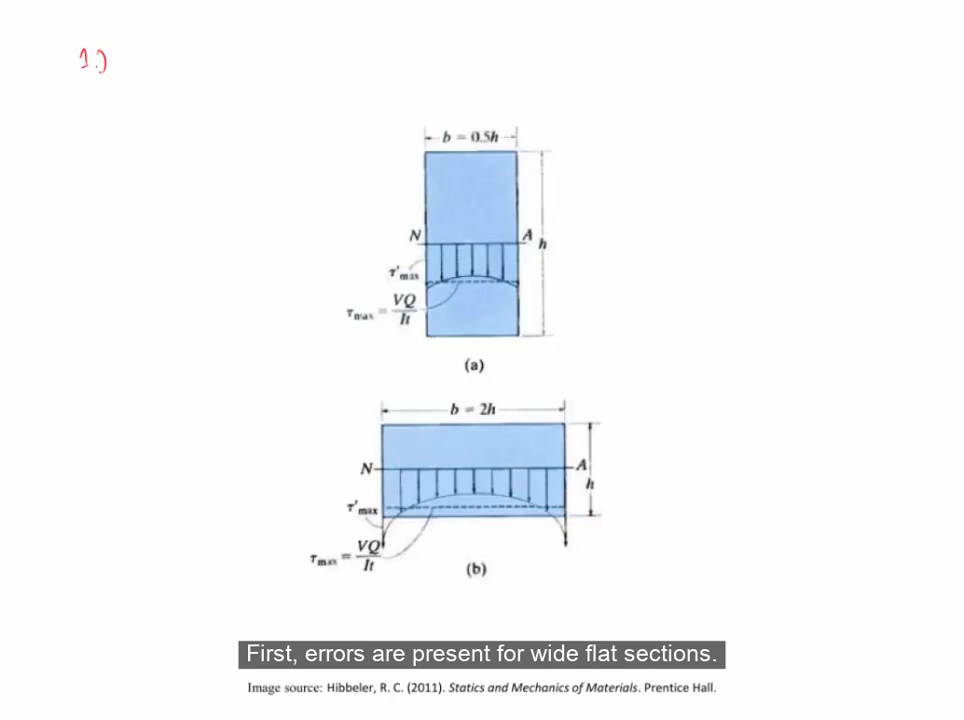 1.)
b = 0.5h
N A
h
τ'max
τmax = VQ/It
(a)
b = 2h
N A
h
τ'max
τmax = VQ/It
(b)
First, errors are present for wide flat sections.
Image source: Hibbeler, R. C. (2011). Statics and Mechanics of Materials. Prentice Hall.